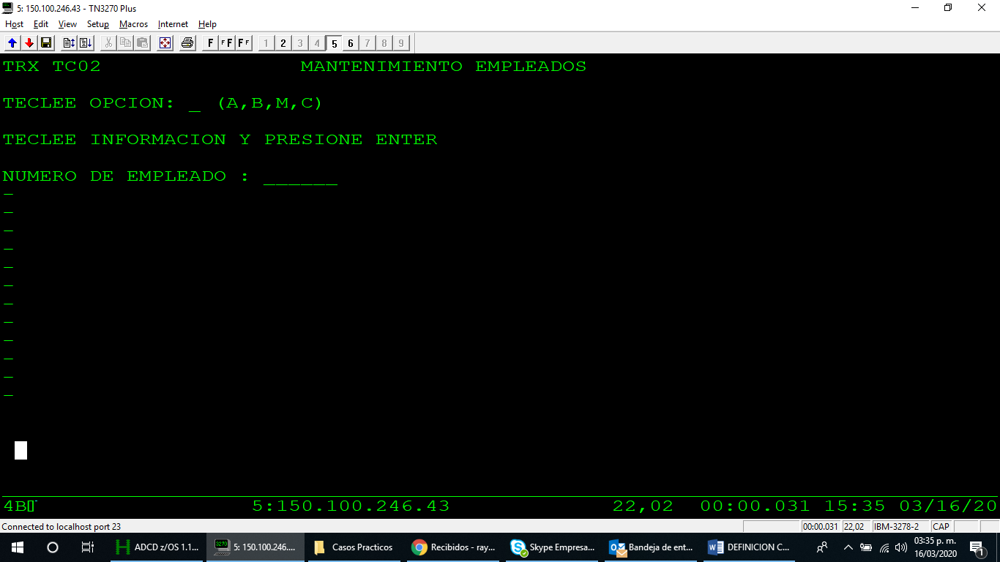 5: 150.100.246.43 - TN3270 Plus
Host Edit View Setup Macros Internet Help
F F F F F 1 2 3 4 5 6 7 8 9
TRX TC02 MANTENIMIENTO EMPLEADOS
TECLEE OPCION: _ (A,B,M,C)
TECLEE INFORMACION Y PRESIONE ENTER
NUMERO DE EMPLEADO : ______
_
_
_
_
_
_
_
_
_
_
_
_
4B 5:150.100.246.43 22,02 00:00.031 15:35 03/16/20
Connected to localhost port 23 00:00.031 22,02 IBM-3278-2 CAP
ADCD z/OS 1.1... 5: 150.100.246.... Casos Practicos Recibidos - ray... Skype Empresa... Bandeja de ent... DEFINICION C... 03:35 p. m.
16/03/2020 1